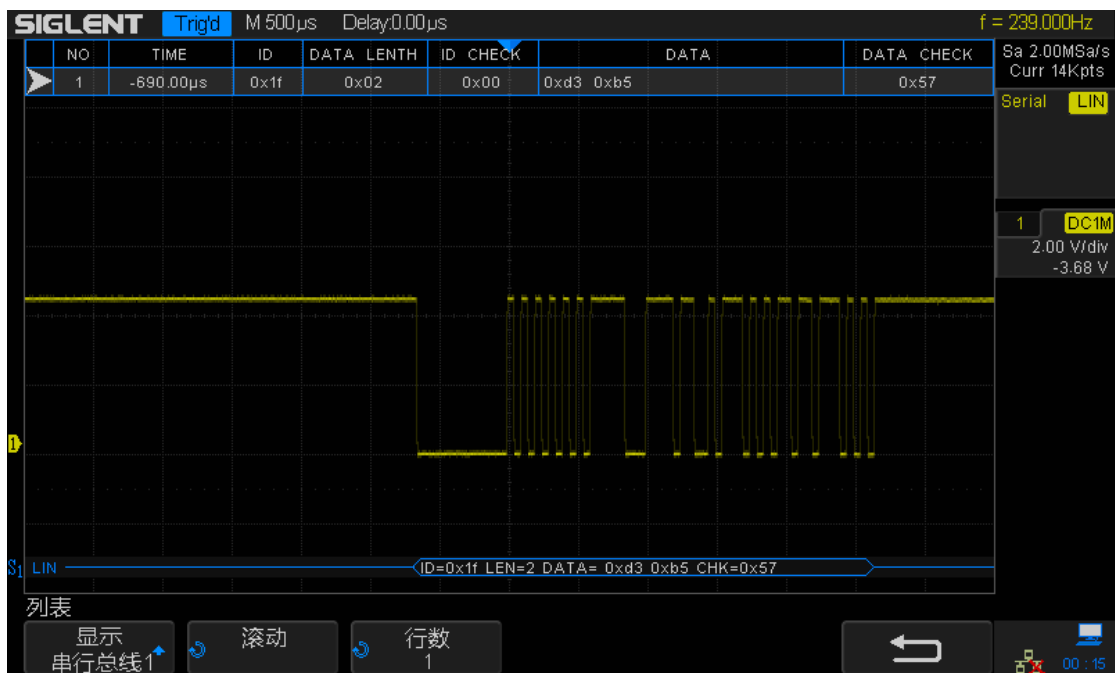 SIGLENT Trig'd M 500µs Delay:0.00µs f = 239.000Hz
NO TIME ID DATA LENTH ID CHECK DATA DATA CHECK
1 -690.00µs 0x1f 0x02 0x00 0xd3 0xb5 0x57
Sa 2.00MSa/s
Curr 14Kpts
Serial LIN
1 DC1M
2.00 V/div
-3.68 V
1
S1 LIN ID=0x1f LEN=2 DATA= 0xd3 0xb5 CHK=0x57
列表
显示
串行总线1
滚动
行数
1
00:15